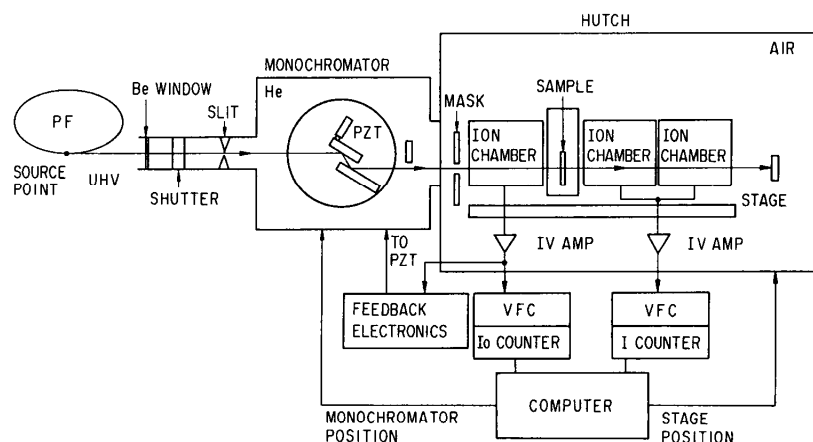 HUTCH
AIR
MONOCHROMATOR
He
Be WINDOW
SLIT
PF
PZT
MASK
SAMPLE
ION
CHAMBER
ION
CHAMBER
ION
CHAMBER
SOURCE
POINT
UHV
SHUTTER
STAGE
TO
PZT
IV AMP
IV AMP
FEEDBACK
ELECTRONICS
VFC
Io COUNTER
VFC
I COUNTER
COMPUTER
MONOCHROMATOR
POSITION
STAGE
POSITION